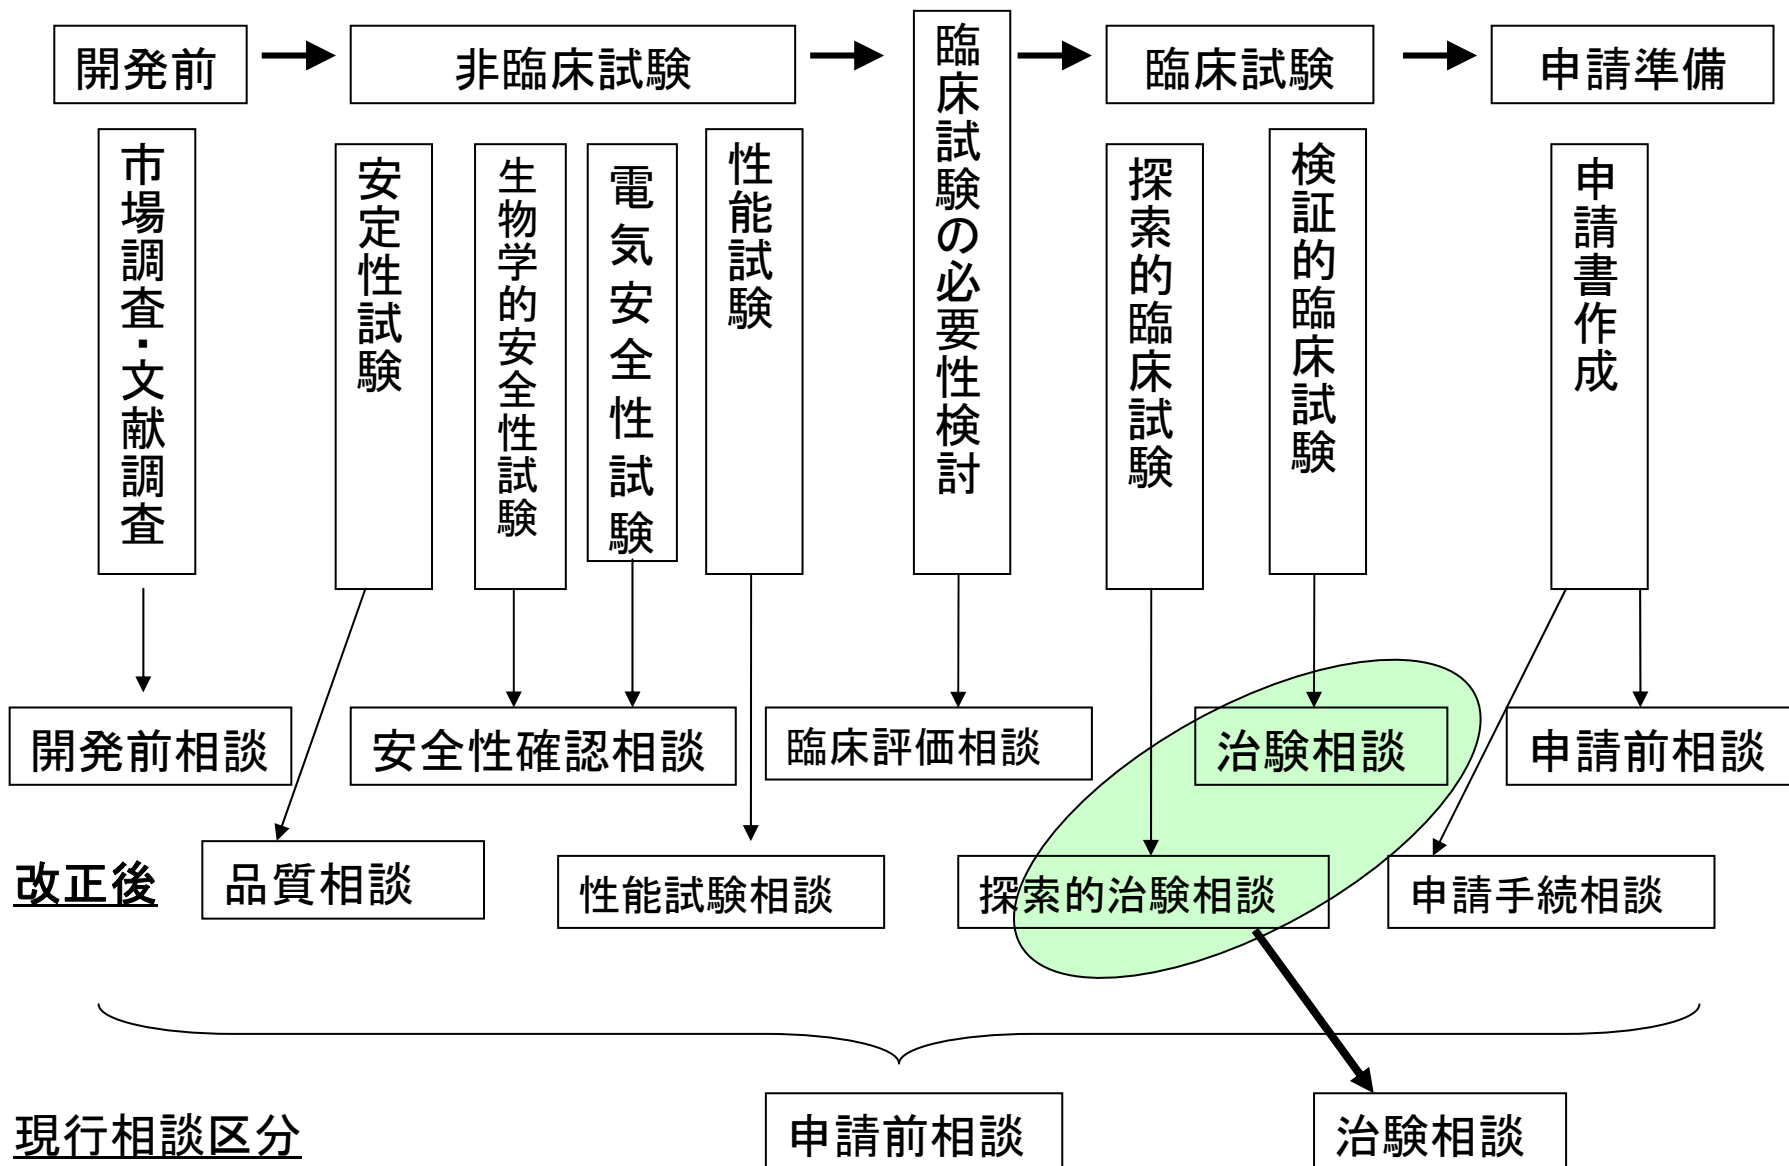 開発前
非臨床試験
臨床試験の必要性検討
臨床試験
申請準備
市場調査・文献調査
安定性試験
生物学的安全性試験
電気安全性試験
性能試験
探索的臨床試験
検証的臨床試験
申請書作成
開発前相談
安全性確認相談
臨床評価相談
治験相談
申請前相談
改正後
品質相談
性能試験相談
探索的治験相談
申請手続相談
現行相談区分
申請前相談
治験相談